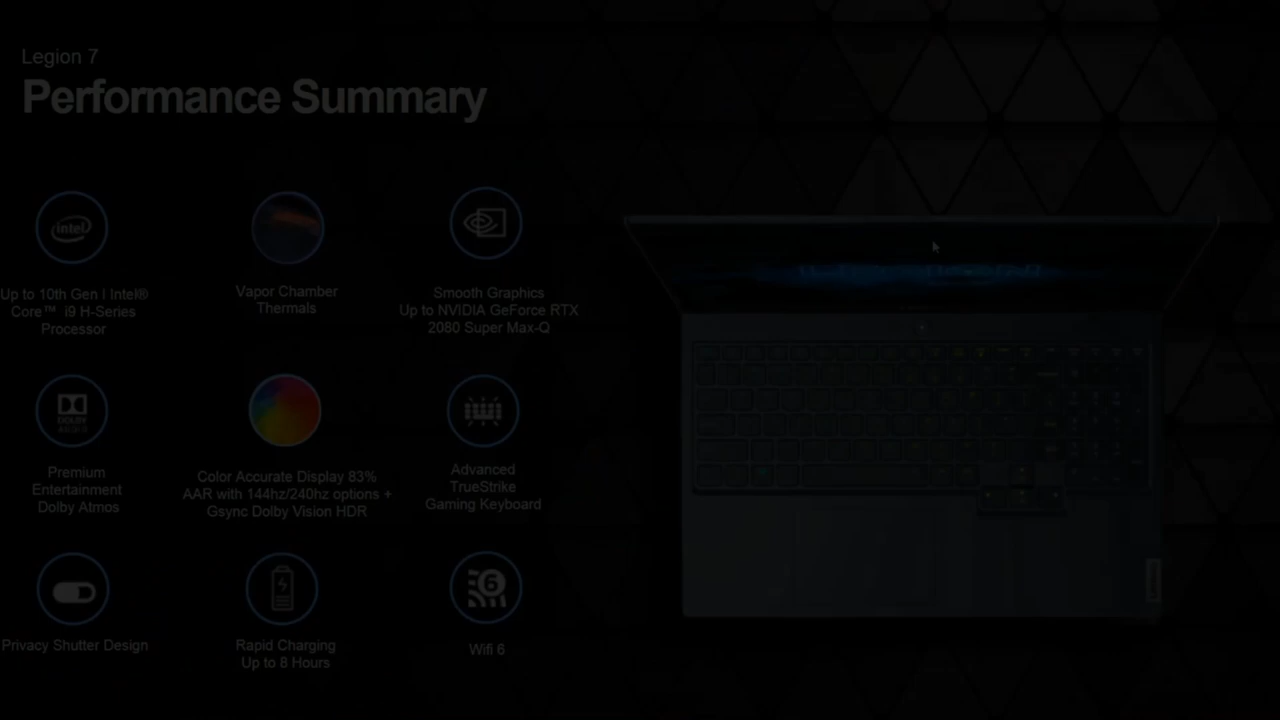 Legion 7
Performance Summary
intel
Up to 10th Gen I Intel®
Core™ i9 H-Series
Processor
Vapor Chamber
Thermals
Smooth Graphics
Up to NVIDIA GeForce RTX
2080 Super Max-Q
DOLBY
Premium
Entertainment
Dolby Atmos
Color Accurate Display 83%
AAR with 144hz/240hz options +
Gsync Dolby Vision HDR
Advanced
TrueStrike
Gaming Keyboard
Privacy Shutter Design
Rapid Charging
Up to 8 Hours
6
Wifi 6